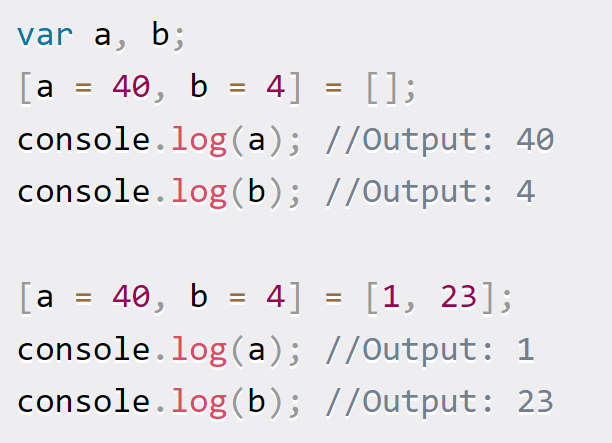 var a, b;
[a = 40, b = 4] = [];
console.log(a); //Output: 40
console.log(b); //Output: 4
[a = 40, b = 4] = [1, 23];
console.log(a); //Output: 1
console.log(b); //Output: 23